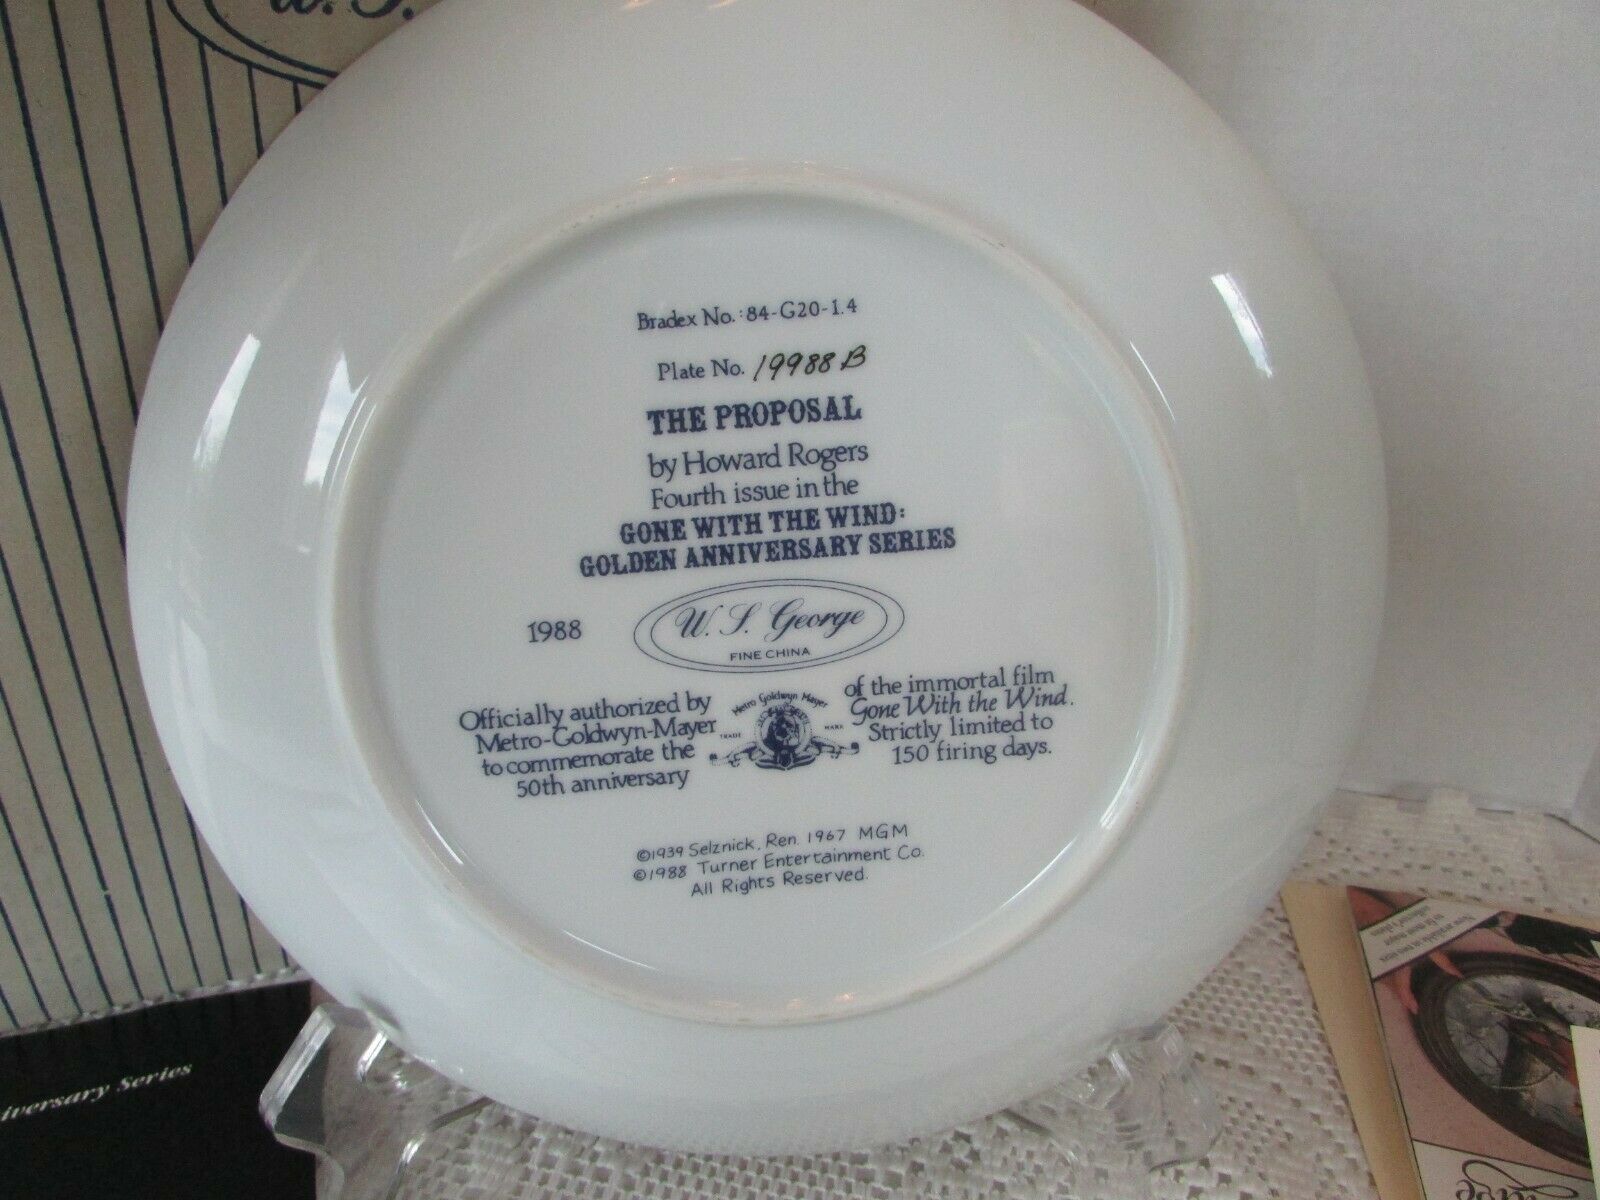 W. S.
Bradex No.: 84-G20-1.4
Plate No. 19988 B
THE PROPOSAL
by Howard Rogers
Fourth issue in the
GONE WITH THE WIND:
GOLDEN ANNIVERSARY SERIES
1988
W. S. George
FINE CHINA
Officially authorized by
Metro-Goldwyn-Mayer
to commemorate the
50th anniversary
Metro Goldwyn Mayer
TRADE MARK
of the immortal film
Gone With the Wind.
Strictly limited to
150 firing days.
©1939 Selznick, Ren. 1967 MGM
©1988 Turner Entertainment Co.
All Rights Reserved.
iversary Series